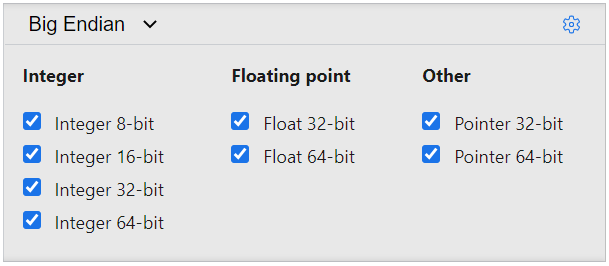 Big Endian
Integer Floating point Other
Integer 8-bit Float 32-bit Pointer 32-bit
Integer 16-bit Float 64-bit Pointer 64-bit
Integer 32-bit
Integer 64-bit